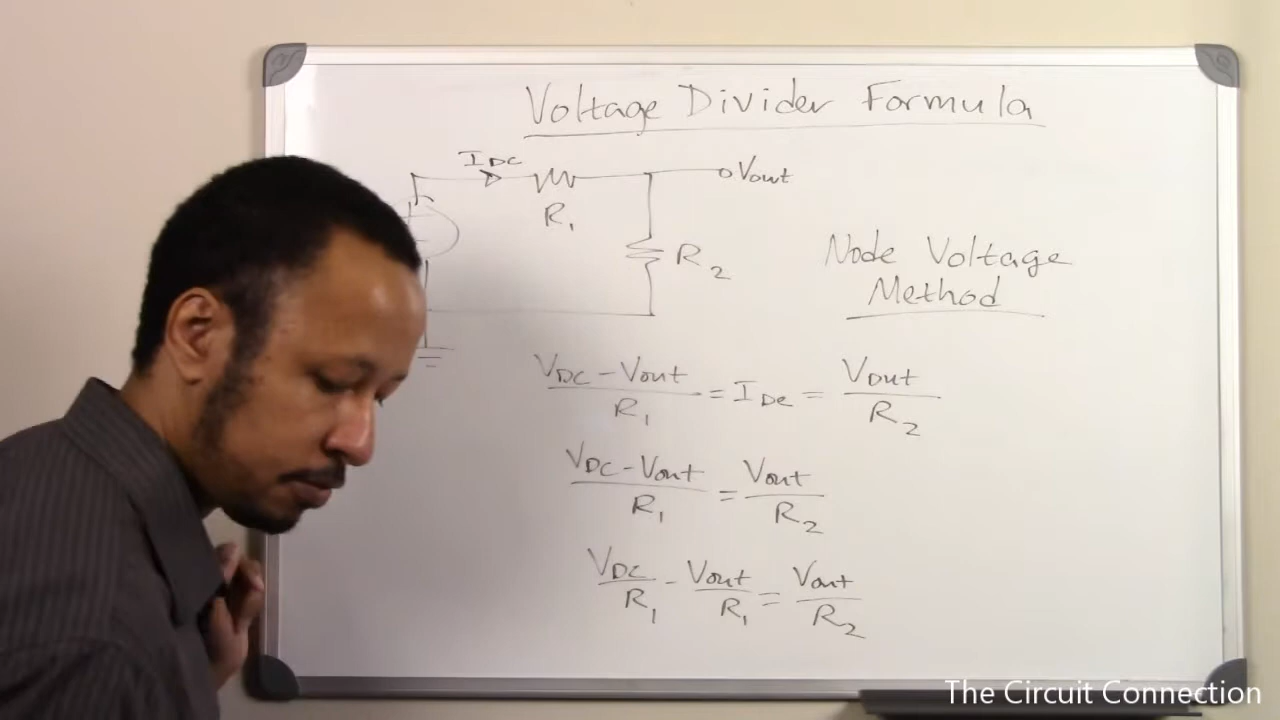 Voltage Divider Formula
IDC
Vout
R1
R2
Node Voltage
Method
VDC - Vout / R1 = IDC = Vout / R2
VDC - Vout / R1 = Vout / R2
VDC / R1 - Vout / R1 = Vout / R2
The Circuit Connection